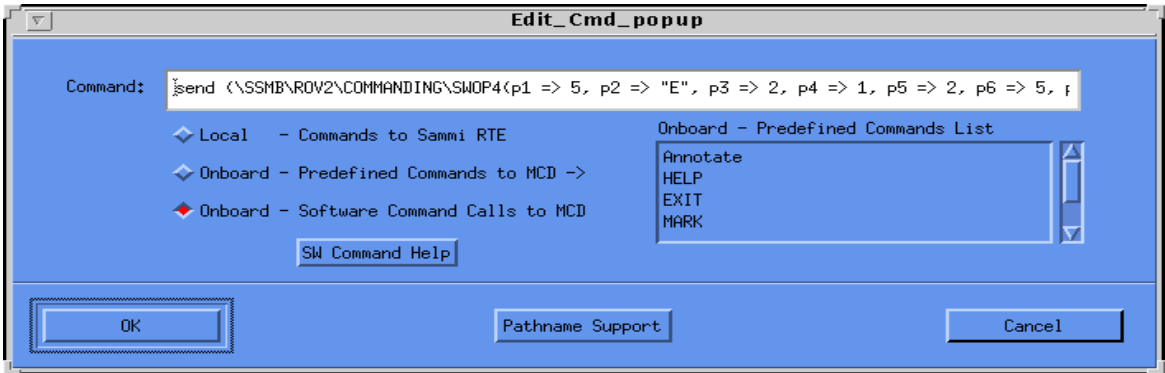 Edit_Cmd_popup
Command: send (\SSMB\ROV2\COMMANDING\SWOP4(p1 => 5, p2 => "E", p3 => 2, p4 => 1, p5 => 2, p6 => 5, p
Local - Commands to Sammi RTE
Onboard - Predefined Commands to MCD ->
Onboard - Software Command Calls to MCD
SW Command Help
Onboard - Predefined Commands List
Annotate
HELP
EXIT
MARK
OK
Pathname Support
Cancel